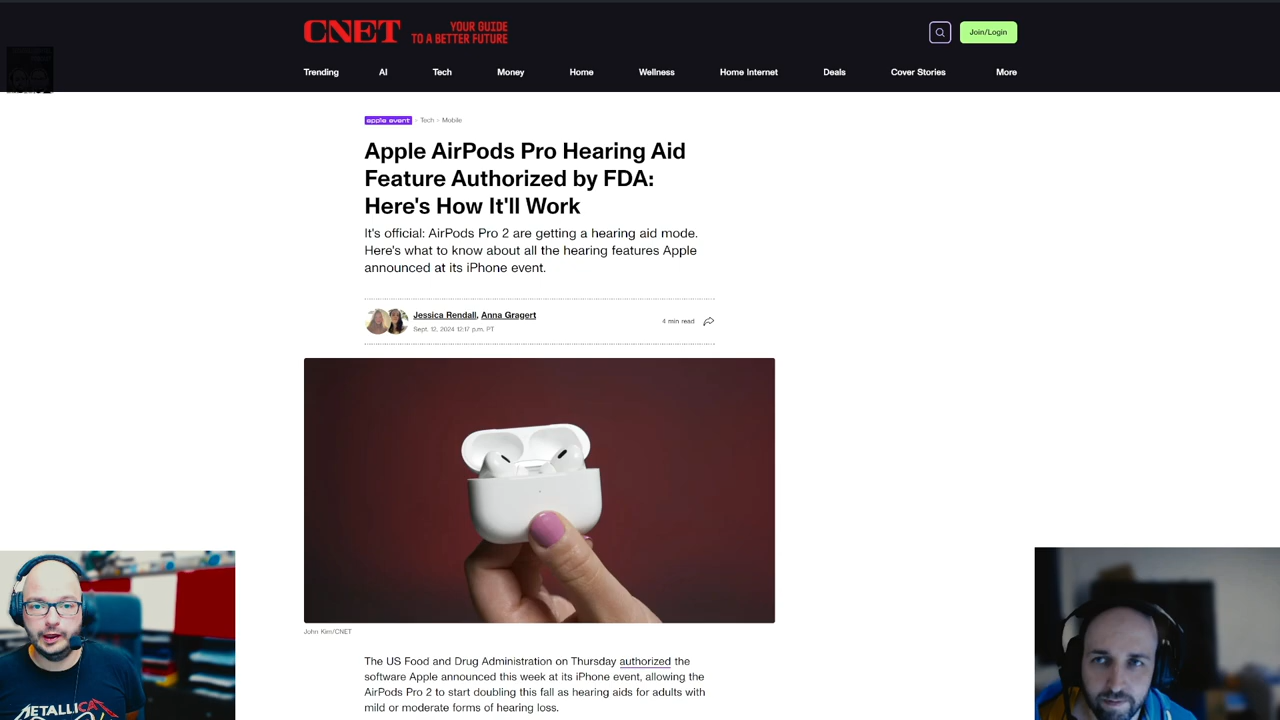 CNET
YOUR GUIDE
TO A BETTER FUTURE
Join/Login
Trending AI Tech Money Home Wellness Home Internet Deals Cover Stories More
apple event > Tech > Mobile
Apple AirPods Pro Hearing Aid
Feature Authorized by FDA:
Here's How It'll Work
It's official: AirPods Pro 2 are getting a hearing aid mode.
Here's what to know about all the hearing features Apple
announced at its iPhone event.
Jessica Rendall, Anna Gragert
4 min read
Sept. 12, 2024 12:17 p.m. PT
John Kim/CNET
The US Food and Drug Administration on Thursday authorized the
software Apple announced this week at its iPhone event, allowing the
AirPods Pro 2 to start doubling this fall as hearing aids for adults with
mild or moderate forms of hearing loss.
METALLICA